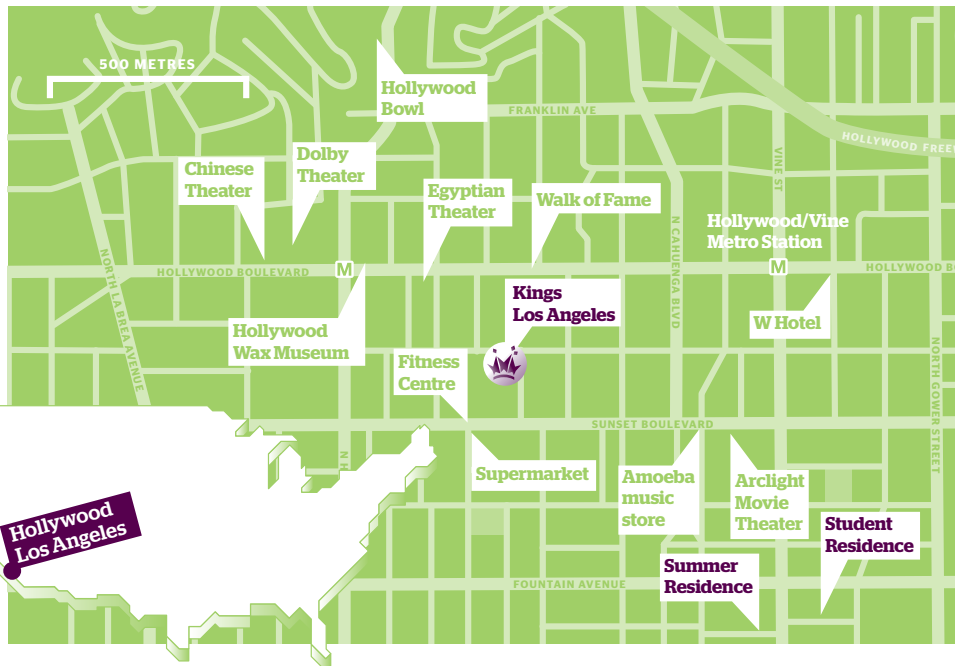 500 METRES
Hollywood
Bowl
FRANKLIN AVE
HOLLYWOOD FREE
Dolby
Theater
Chinese
Theater
Egyptian
Theater
Walk of Fame
VINE ST
N CAHUENGA BLVD
Hollywood/Vine
Metro Station
NORTH LA BREA AVENUE
HOLLYWOOD BOULEVARD
M
M
HOLLYWOOD BO
Kings
Los Angeles
W Hotel
Hollywood
Wax Museum
Fitness
Centre
NORTH GOWER STREET
SUNSET BOULEVARD
N H
Supermarket
Amoeba
music
store
Arclight
Movie
Theater
Hollywood
Los Angeles
Student
Residence
Summer
Residence
FOUNTAIN AVENUE